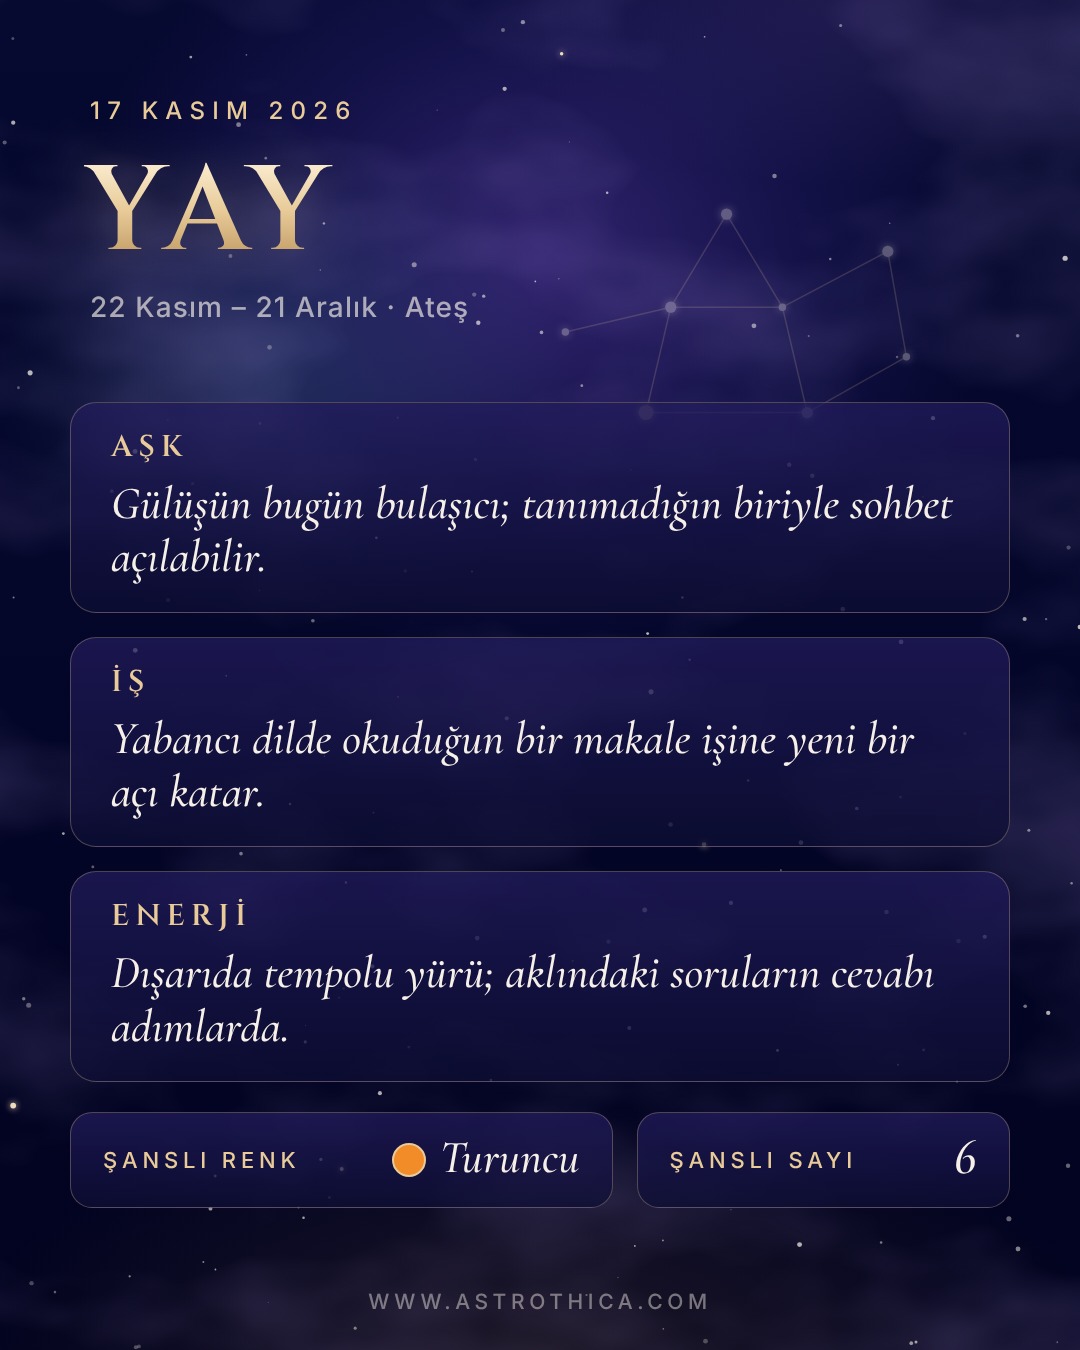 17 KASIM 2026
YAY
22 Kasım – 21 Aralık · Ateş
AŞK
Gülüşün bugün bulaşıcı; tanımadığın biriyle sohbet
açılabilir.
İŞ
Yabancı dilde okuduğun bir makale işine yeni bir
açı katar.
ENERJİ
Dışarıda tempolu yürü; aklındaki soruların cevabı
adımlarda.
ŞANSLI RENK
Turuncu
ŞANSLI SAYI
6
WWW.ASTROTHICA.COM